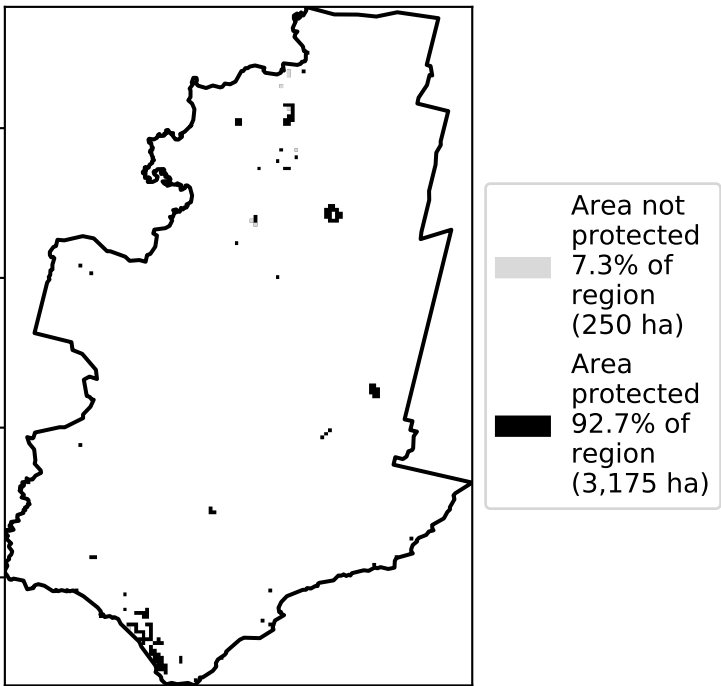 Area not
protected
7.3% of
region
(250 ha)
Area
protected
92.7% of
region
(3,175 ha)